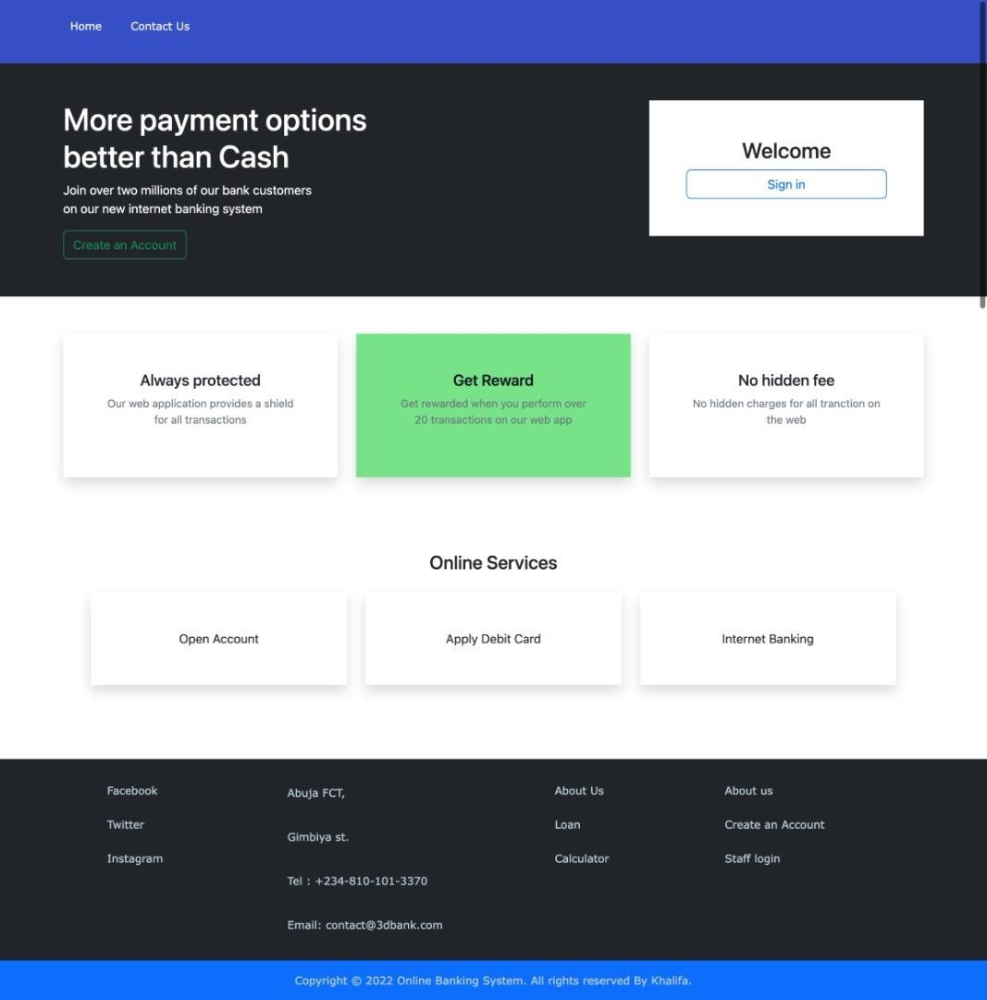 Home Contact Us
More payment options
better than Cash
Join over two millions of our bank customers
on our new internet banking system
Create an Account
Welcome
Sign in
Always protected
Our web application provides a shield
for all transactions
Get Reward
Get rewarded when you perform over
20 transactions on our web app
No hidden fee
No hidden charges for all tranction on
the web
Online Services
Open Account
Apply Debit Card
Internet Banking
Facebook
Twitter
Instagram
Abuja FCT,
Gimbiya st.
Tel : +234-810-101-3370
Email: contact@3dbank.com
About Us
Loan
Calculator
About us
Create an Account
Staff login
Copyright © 2022 Online Banking System. All rights reserved By Khalifa.